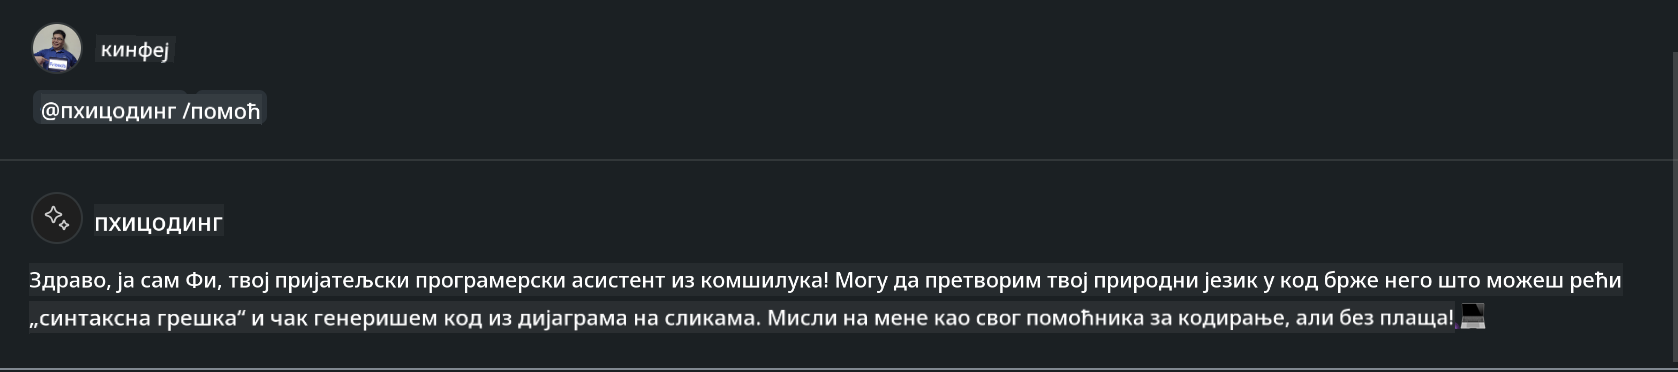 кинфеј
@пхицодинг /помоћ
пхицодинг
Здраво, ја сам Фи, твој пријатељски програмерски асистент из комшилука! Могу да претворим твој природни језик у код брже него што можеш рећи
„синтаксна грешка“ и чак генеришем код из дијаграма на сликама. Мисли на мене као свог помоћника за кодирање, али без плаща!